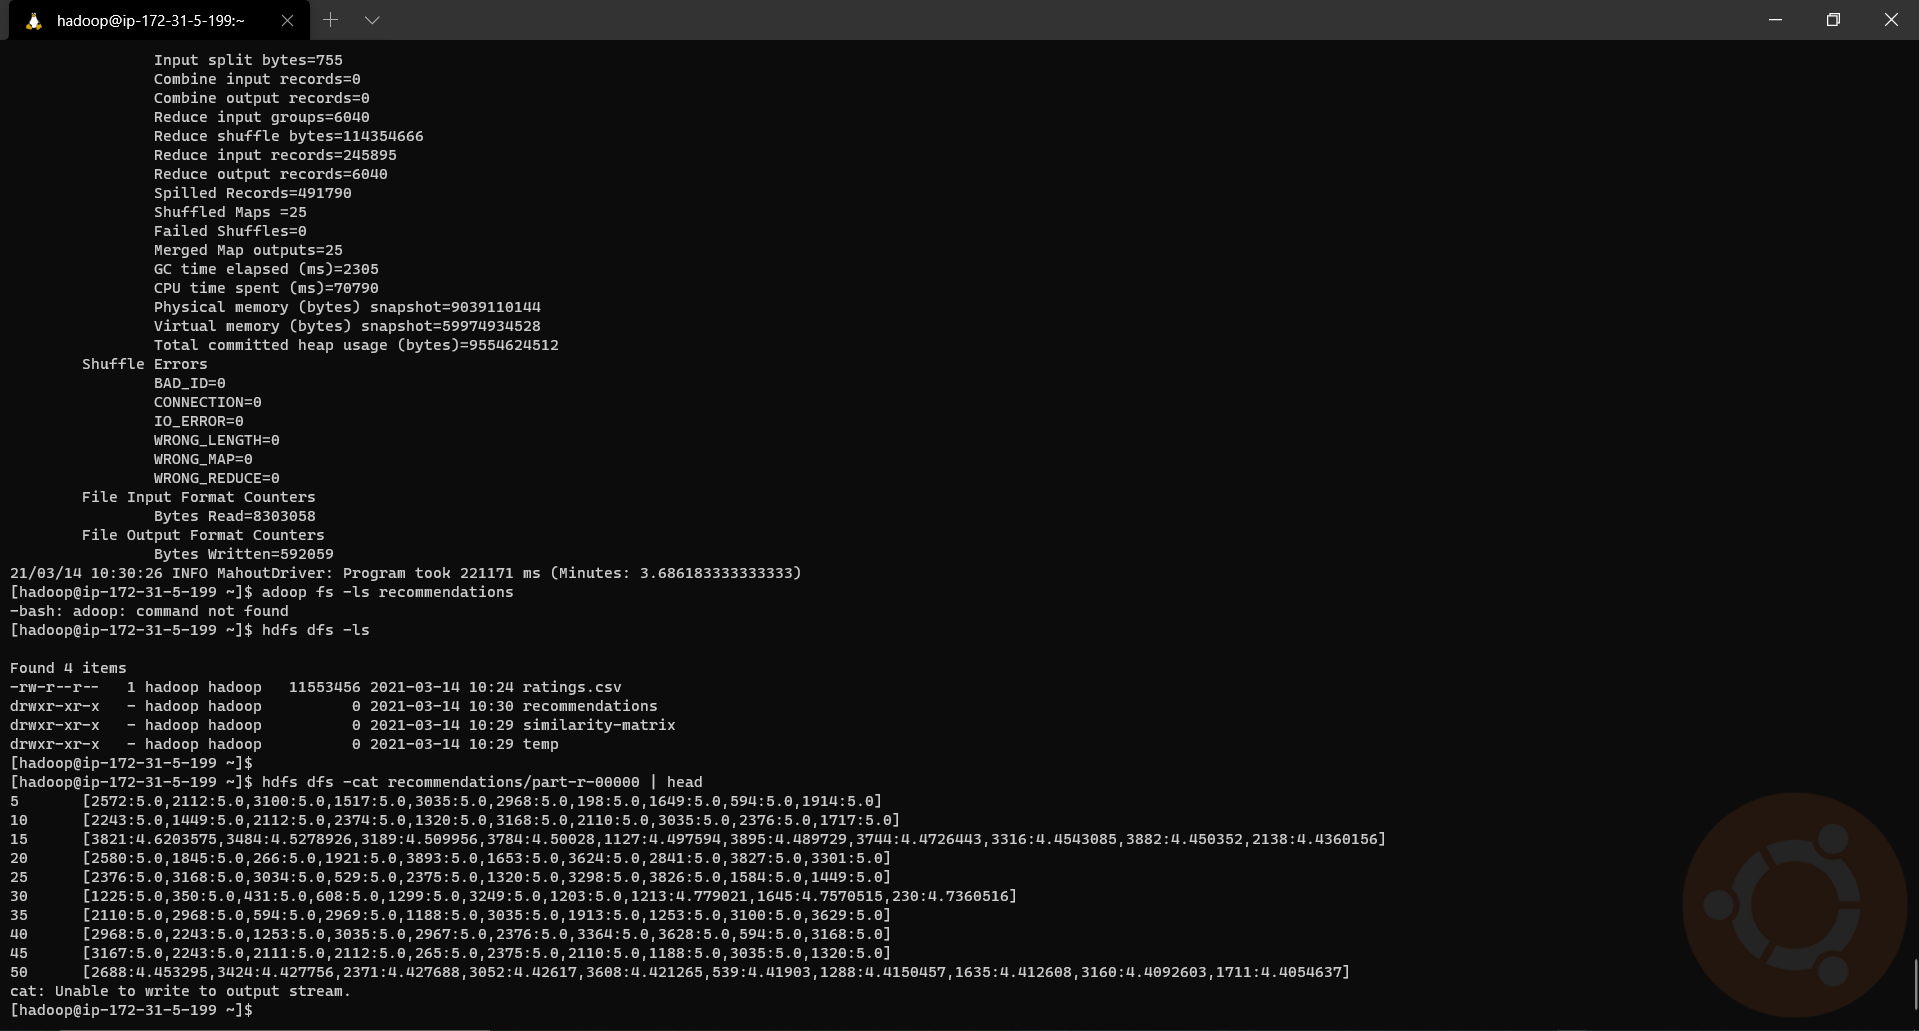 hadoop@ip-172-31-5-199:~
Input split bytes=755
Combine input records=0
Combine output records=0
Reduce input groups=6040
Reduce shuffle bytes=114354666
Reduce input records=245895
Reduce output records=6040
Spilled Records=491790
Shuffled Maps =25
Failed Shuffles=0
Merged Map outputs=25
GC time elapsed (ms)=2305
CPU time spent (ms)=70790
Physical memory (bytes) snapshot=9039110144
Virtual memory (bytes) snapshot=59974934528
Total committed heap usage (bytes)=9554624512
Shuffle Errors
BAD_ID=0
CONNECTION=0
IO_ERROR=0
WRONG_LENGTH=0
WRONG_MAP=0
WRONG_REDUCE=0
File Input Format Counters
Bytes Read=8303058
File Output Format Counters
Bytes Written=592059
21/03/14 10:30:26 INFO MahoutDriver: Program took 221171 ms (Minutes: 3.686183333333333)
[hadoop@ip-172-31-5-199 ~]$ adoop fs -ls recommendations
-bash: adoop: command not found
[hadoop@ip-172-31-5-199 ~]$ hdfs dfs -ls
Found 4 items
-rw-r--r--   1 hadoop hadoop   11553456 2021-03-14 10:24 ratings.csv
drwxr-xr-x   - hadoop hadoop          0 2021-03-14 10:30 recommendations
drwxr-xr-x   - hadoop hadoop          0 2021-03-14 10:29 similarity-matrix
drwxr-xr-x   - hadoop hadoop          0 2021-03-14 10:29 temp
[hadoop@ip-172-31-5-199 ~]$
[hadoop@ip-172-31-5-199 ~]$ hdfs dfs -cat recommendations/part-r-00000 | head
5       [2572:5.0,2112:5.0,3100:5.0,1517:5.0,3035:5.0,2968:5.0,198:5.0,1649:5.0,594:5.0,1914:5.0]
10      [2243:5.0,1449:5.0,2112:5.0,2374:5.0,1320:5.0,3168:5.0,2110:5.0,3035:5.0,2376:5.0,1717:5.0]
15      [3821:4.6203575,3484:4.5278926,3189:4.509956,3784:4.50028,1127:4.497594,3895:4.489729,3744:4.4726443,3316:4.4543085,3882:4.450352,2138:4.4360156]
20      [2580:5.0,1845:5.0,266:5.0,1921:5.0,3893:5.0,1653:5.0,3624:5.0,2841:5.0,3827:5.0,3301:5.0]
25      [2376:5.0,3168:5.0,3034:5.0,529:5.0,2375:5.0,1320:5.0,3298:5.0,3826:5.0,1584:5.0,1449:5.0]
30      [1225:5.0,350:5.0,431:5.0,608:5.0,1299:5.0,3249:5.0,1203:5.0,1213:4.779021,1645:4.7570515,230:4.7360516]
35      [2110:5.0,2968:5.0,594:5.0,2969:5.0,1188:5.0,3035:5.0,1913:5.0,1253:5.0,3100:5.0,3629:5.0]
40      [2968:5.0,2243:5.0,1253:5.0,3035:5.0,2967:5.0,2376:5.0,3364:5.0,3628:5.0,594:5.0,3168:5.0]
45      [3167:5.0,2243:5.0,2111:5.0,2112:5.0,265:5.0,2375:5.0,2110:5.0,1188:5.0,3035:5.0,1320:5.0]
50      [2688:4.453295,3424:4.427756,2371:4.427688,3052:4.42617,3608:4.421265,539:4.41903,1288:4.4150457,1635:4.412608,3160:4.4092603,1711:4.4054637]
cat: Unable to write to output stream.
[hadoop@ip-172-31-5-199 ~]$